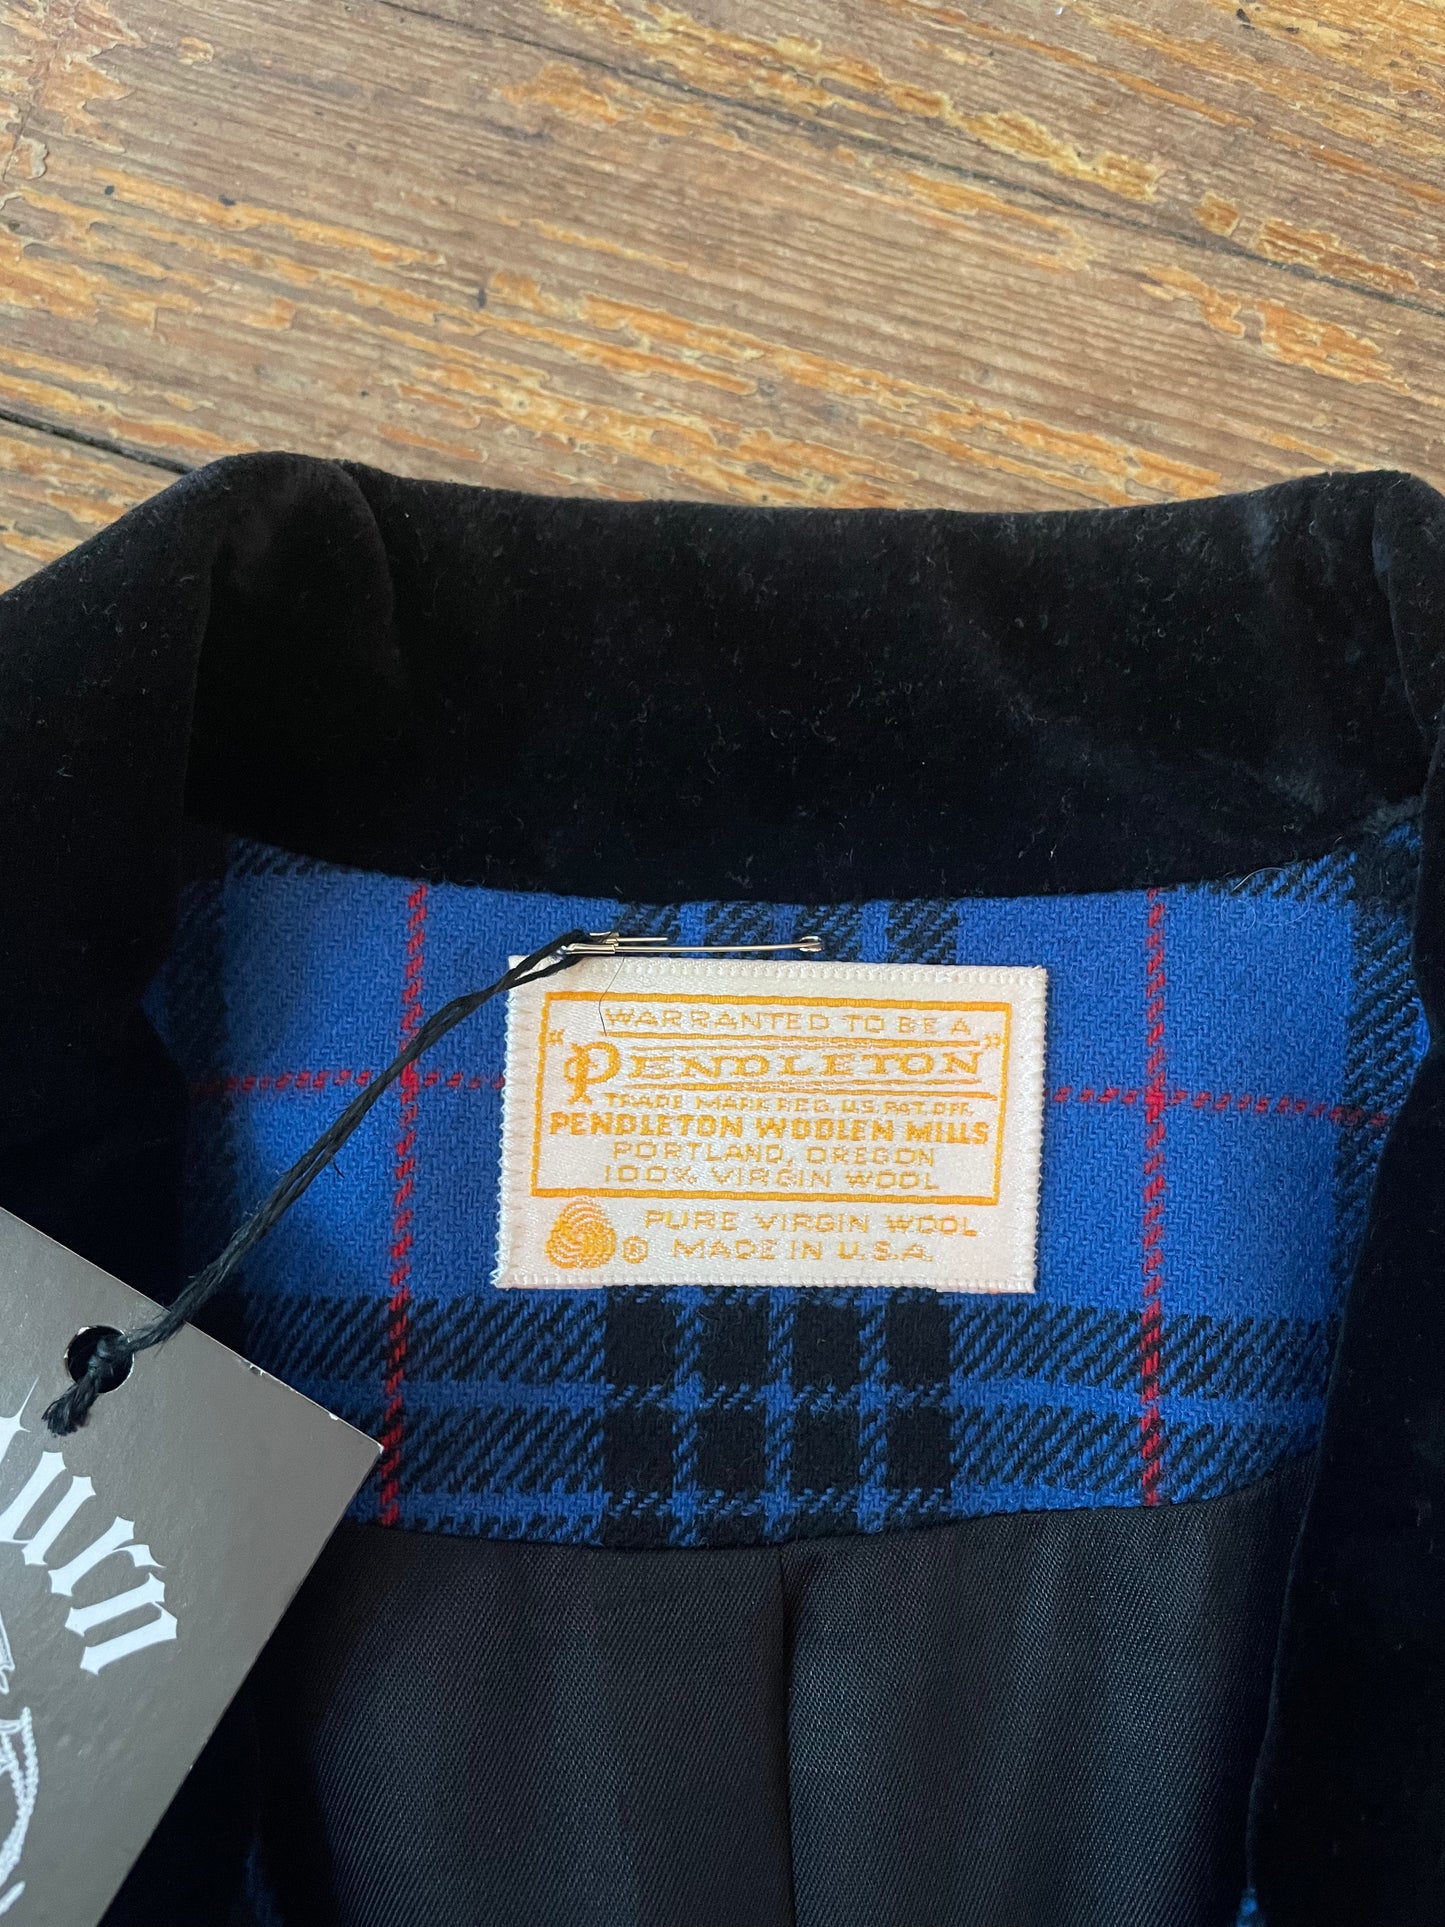 WARRANTED TO BE A
"PENDLETON"
TRADE MARK REG. U.S. PAT. OFF.
PENDLETON WOOLEN MILLS
PORTLAND, OREGON
100% VIRGIN WOOL
PURE VIRGIN WOOL
® MADE IN U.S.A.